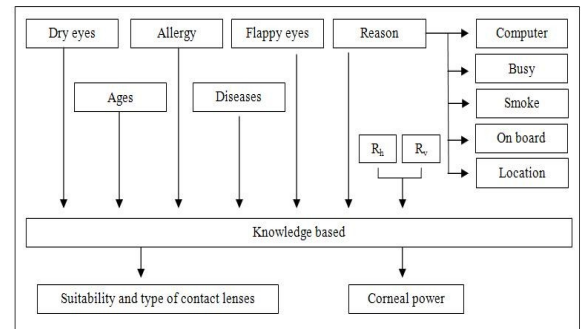 Dry eyes
Allergy
Flappy eyes
Reason
Computer
Busy
Ages
Diseases
Smoke
On board
Rh
Rv
Location
Knowledge based
Suitability and type of contact lenses
Corneal power